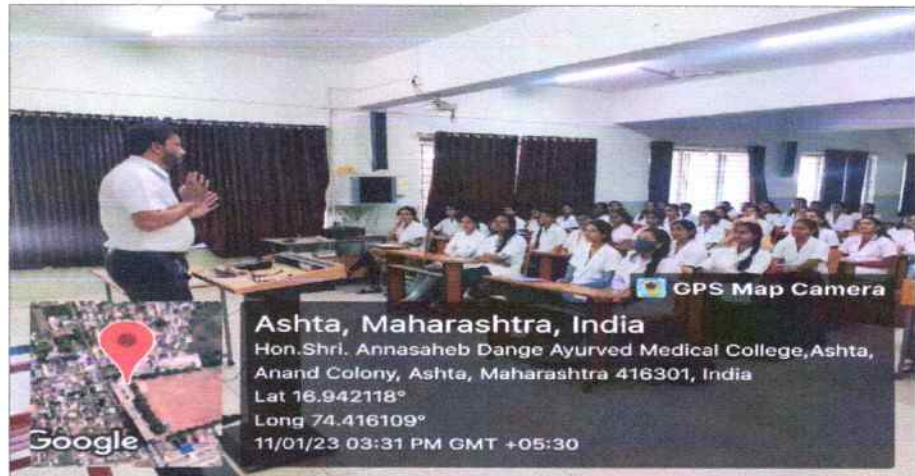 GPS Map Camera
Ashta, Maharashtra, India
Hon.Shri. Annasaheb Dange Ayurved Medical College,Ashta,
Anand Colony, Ashta, Maharashtra 416301, India
Lat 16.942118°
Long 74.416109°
11/01/23 03:31 PM GMT +05:30
Google